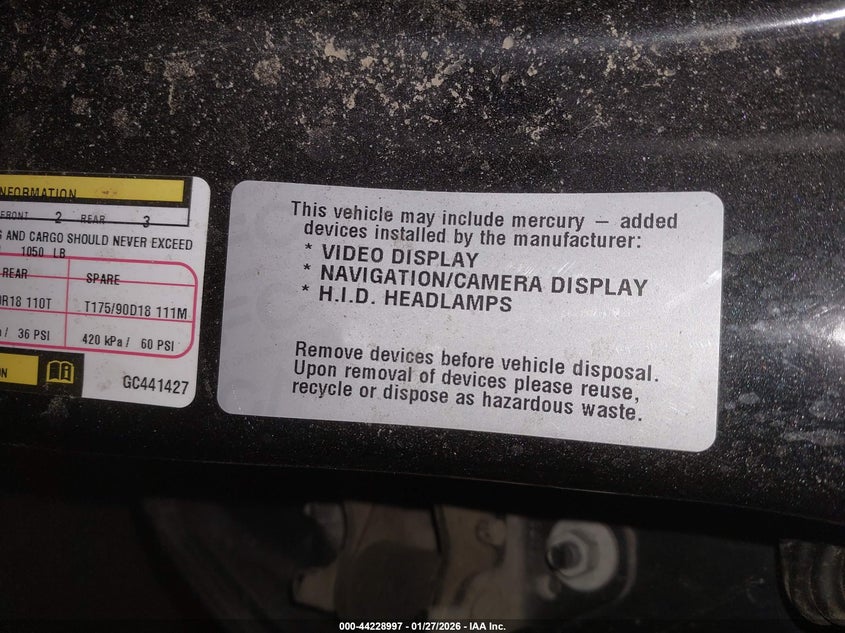 NFORMATION
FRONT 2 REAR 3
S AND CARGO SHOULD NEVER EXCEED
1050 LB
REAR SPARE
R18 110T T175/90D18 111M
/ 36 PSI 420 kPa / 60 PSI
ON
GC441427
This vehicle may include mercury – added
devices installed by the manufacturer:
* VIDEO DISPLAY
* NAVIGATION/CAMERA DISPLAY
* H.I.D. HEADLAMPS
Remove devices before vehicle disposal.
Upon removal of devices please reuse,
recycle or dispose as hazardous waste.
000-44228997 - 01/27/2026 - IAA Inc.